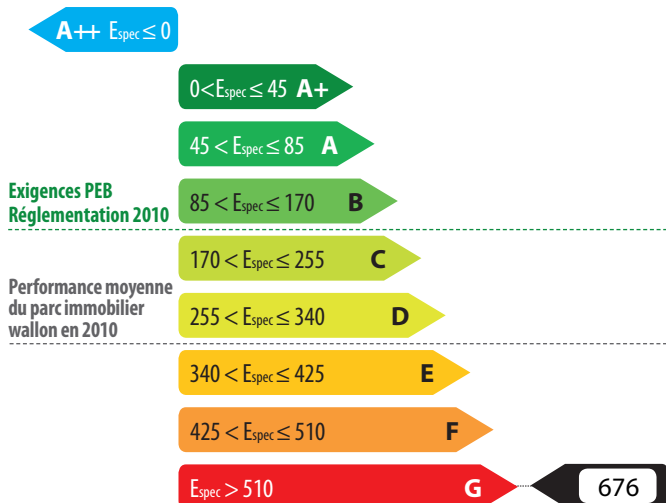 A++ Espec ≤ 0
0 < Espec ≤ 45 A+
45 < Espec ≤ 85 A
Exigences PEB
Réglementation 2010
85 < Espec ≤ 170 B
170 < Espec ≤ 255 C
Performance moyenne
du parc immobilier
wallon en 2010
255 < Espec ≤ 340 D
340 < Espec ≤ 425 E
425 < Espec ≤ 510 F
Espec > 510 G
676